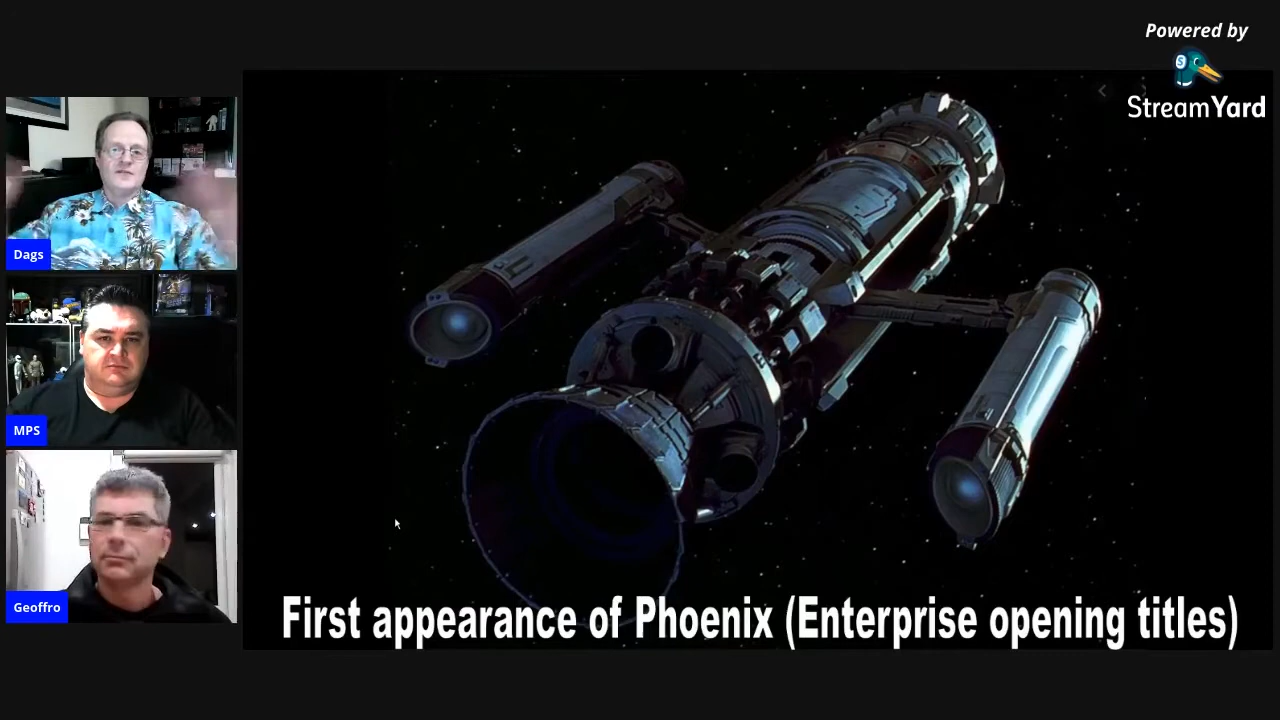 Powered by
StreamYard
Dags
MPS
Geoffro
First appearance of Phoenix (Enterprise opening titles)